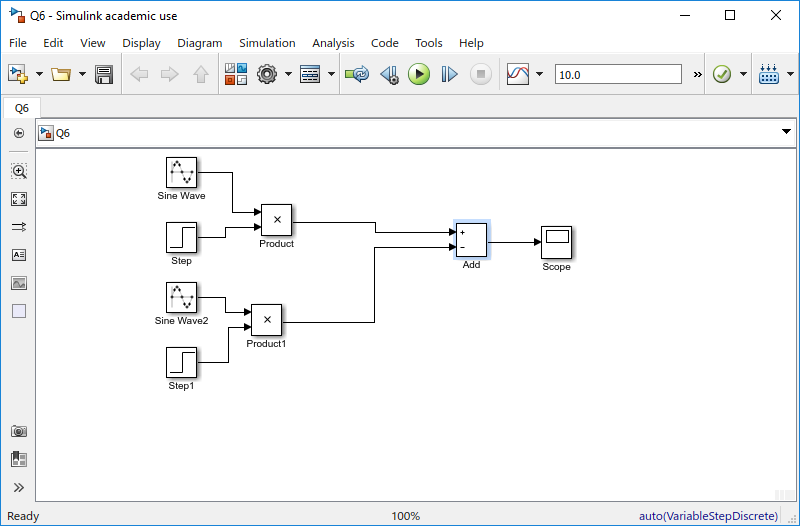 Q6 - Simulink academic use
File Edit View Display Diagram Simulation Analysis Code Tools Help
10.0
»
Q6
Q6
Sine Wave
×
Product
Step
+
−
Add
Scope
Sine Wave2
×
Product1
Step1
Ready 100% auto(VariableStepDiscrete)